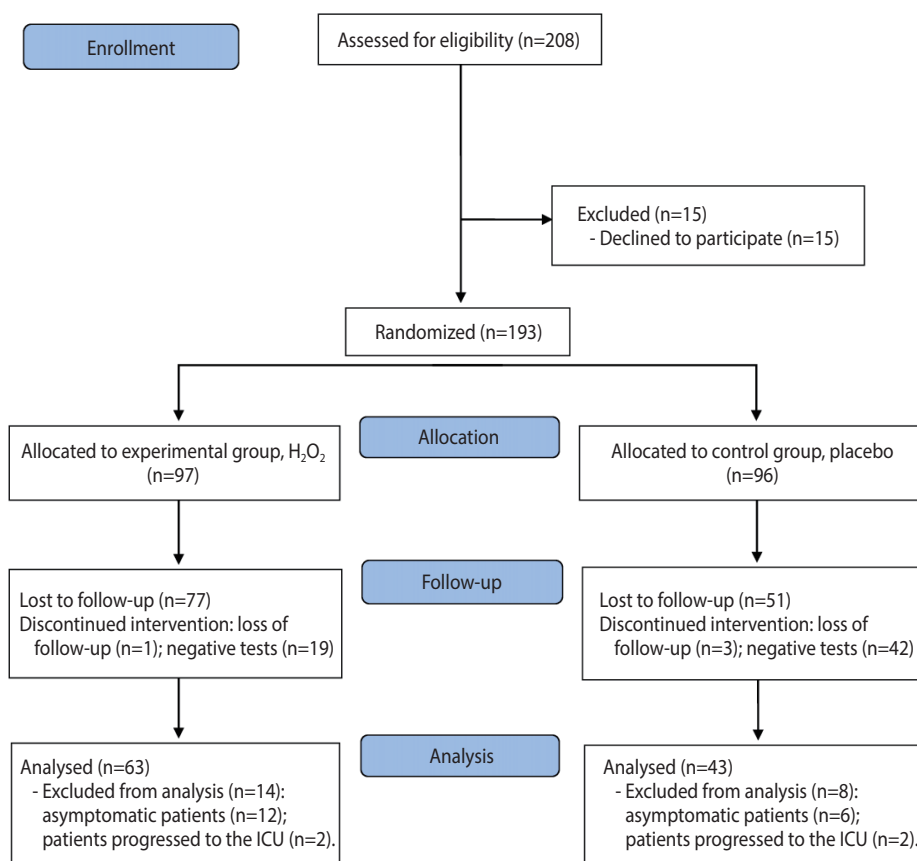 Enrollment
Assessed for eligibility (n=208)
Excluded (n=15)
- Declined to participate (n=15)
Randomized (n=193)
Allocation
Allocated to experimental group, H₂O₂
(n=97)
Allocated to control group, placebo
(n=96)
Follow-up
Lost to follow-up (n=77)
Discontinued intervention: loss of
follow-up (n=1); negative tests (n=19)
Lost to follow-up (n=51)
Discontinued intervention: loss of
follow-up (n=3); negative tests (n=42)
Analysis
Analysed (n=63)
- Excluded from analysis (n=14):
asymptomatic patients (n=12);
patients progressed to the ICU (n=2).
Analysed (n=43)
- Excluded from analysis (n=8):
asymptomatic patients (n=6);
patients progressed to the ICU (n=2).